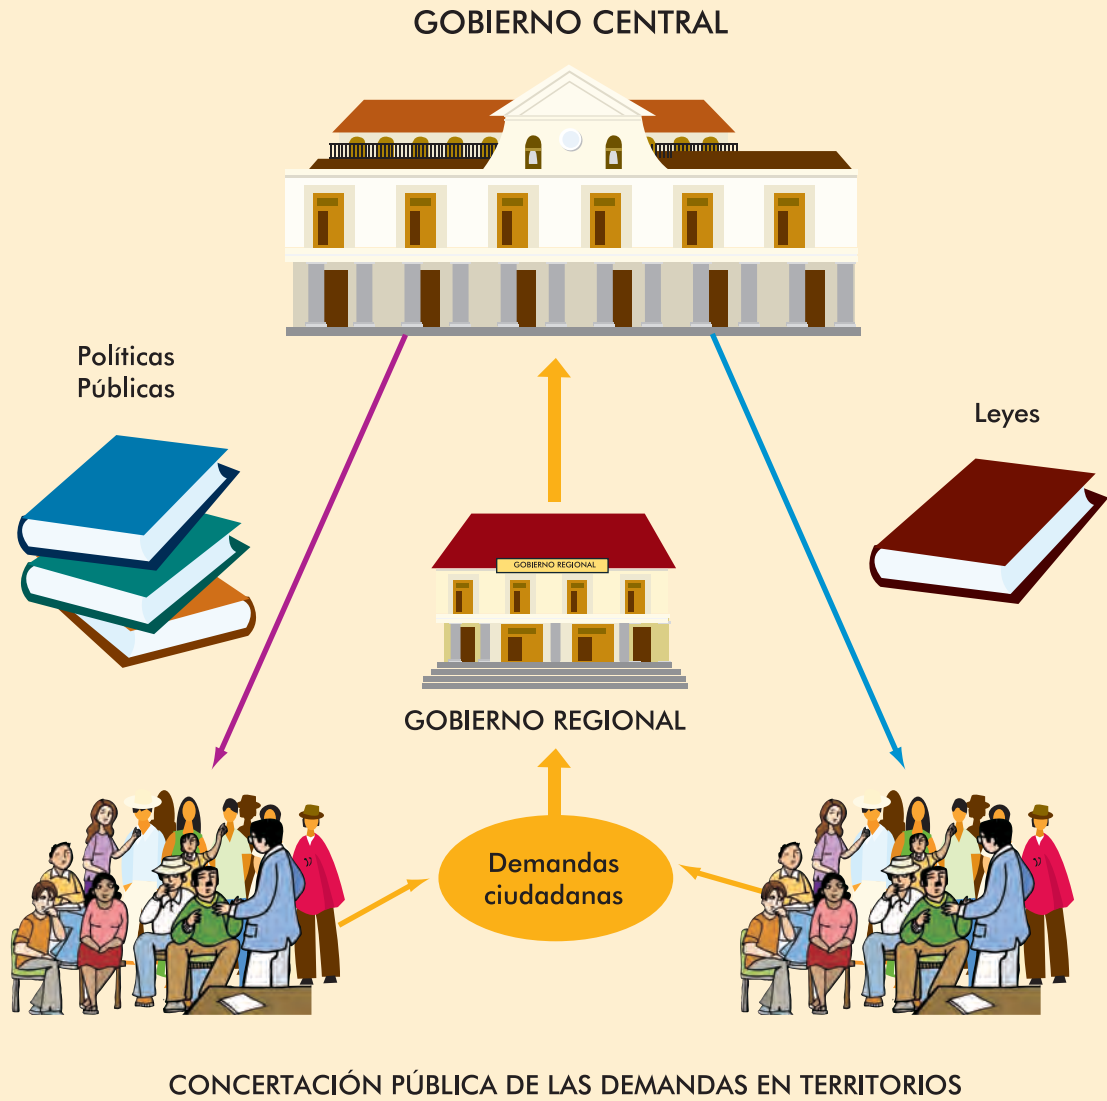 GOBIERNO CENTRAL
Políticas
Públicas
Leyes
GOBIERNO REGIONAL
GOBIERNO REGIONAL
Demandas
ciudadanas
CONCERTACIÓN PÚBLICA DE LAS DEMANDAS EN TERRITORIOS